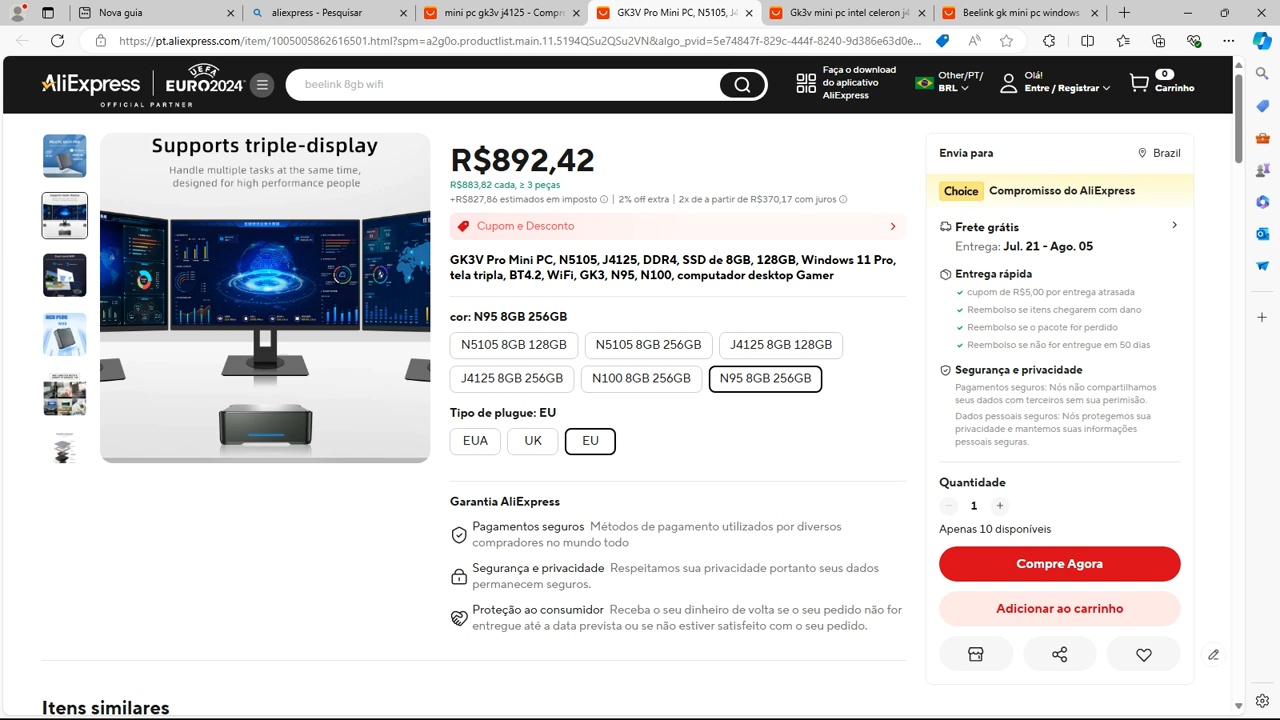 Nova guia
aliexpress - Pesquisar
mini pc gk3v j4125 - Compre
GK3V Pro Mini PC, N5105, J4
Gk3v mini pc intel celeron j4
Beelink gk mini pc windows
https://pt.aliexpress.com/item/1005005862616501.html?spm=a2g0o.productlist.main.11.5194QSu2QSu2VN&algo_pvid=5e74847f-829c-444f-8240-9d386e63d0e...
AliExpress
UEFA
EURO2024
OFFICIAL PARTNER
beelink 8gb wifi
Faça o download
do aplicativo
AliExpress
Other/PT/
BRL
Olá!
Entre / Registrar
0
Carrinho
Supports triple-display
Handle multiple tasks at the same time,
designed for high performance people
R$892,42
R$883,82 cada, ≥ 3 peças
+R$827,86 estimados em imposto | 2% off extra | 2x de a partir de R$370,17 com juros
Cupom e Desconto
GK3V Pro Mini PC, N5105, J4125, DDR4, SSD de 8GB, 128GB, Windows 11 Pro,
tela tripla, BT4.2, WiFi, GK3, N95, N100, computador desktop Gamer
cor: N95 8GB 256GB
N5105 8GB 128GB
N5105 8GB 256GB
J4125 8GB 128GB
J4125 8GB 256GB
N100 8GB 256GB
N95 8GB 256GB
Tipo de plugue: EU
EUA
UK
EU
Garantia AliExpress
Pagamentos seguros Métodos de pagamento utilizados por diversos
compradores no mundo todo
Segurança e privacidade Respeitamos sua privacidade portanto seus dados
permanecem seguros.
Proteção ao consumidor Receba o seu dinheiro de volta se o seu pedido não for
entregue até a data prevista ou se não estiver satisfeito com o seu pedido.
Itens similares
Envia para
Brazil
Choice Compromisso do AliExpress
Frete grátis
Entrega: Jul. 21 - Ago. 05
Entrega rápita
cupom de R$5,00 por entrega atrasada
Reembolso se itens chegarem com dano
Reembolso se o pacote for perdido
Reembolso se não for entregue em 50 dias
Segurança e privacidade
Pagamentos seguros: Nós não compartilhamos
seus dados com terceiros sem sua perimisão.
Dados pessoais seguros: Nós protegemos sua
privacidade e mantemos suas informações
pessoais seguras.
Quantidade
1
Apenas 10 disponíveis
Compre Agora
Adicionar ao carrinho